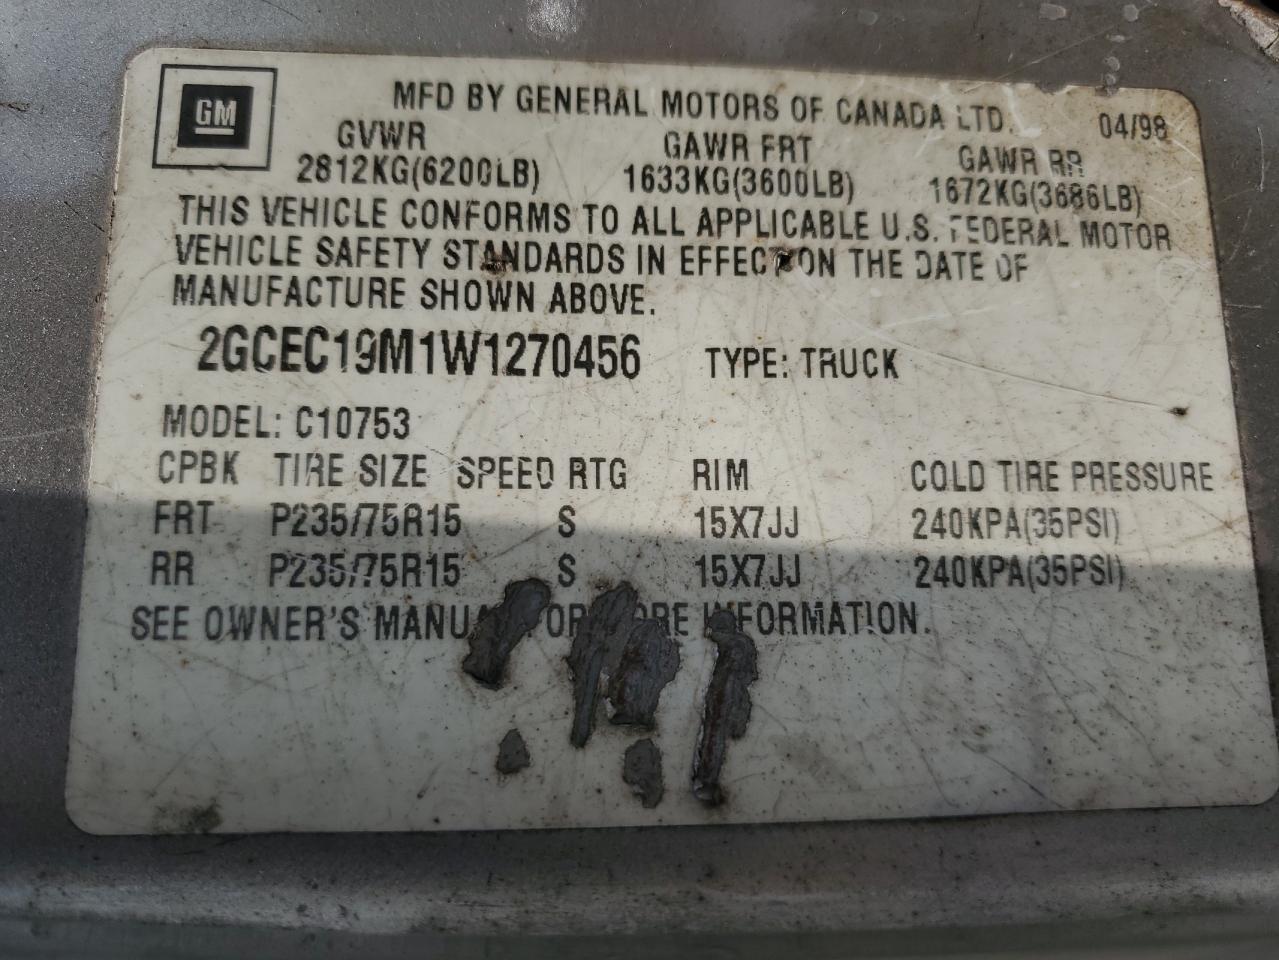 GM
MFD BY GENERAL MOTORS OF CANADA LTD. 04/98
GVWR GAWR FRT GAWR RR
2812KG(6200LB) 1633KG(3600LB) 1672KG(3686LB)
THIS VEHICLE CONFORMS TO ALL APPLICABLE U.S. FEDERAL MOTOR
VEHICLE SAFETY STANDARDS IN EFFECT ON THE DATE OF
MANUFACTURE SHOWN ABOVE.
2GCEC19M1W1270456 TYPE: TRUCK
MODEL: C10753
CPBK TIRE SIZE SPEED RTG RIM COLD TIRE PRESSURE
FRT P235/75R15 S 15X7JJ 240KPA(35PSI)
RR P235/75R15 S 15X7JJ 240KPA(35PSI)
SEE OWNER'S MANUAL FOR MORE INFORMATION.